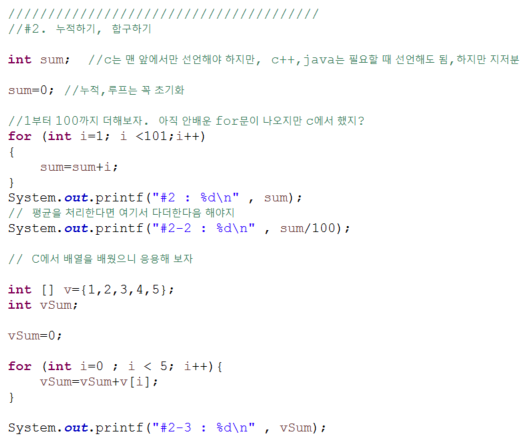 ///////////////////////////////////////
//#2. 누적하기, 합구하기
int sum;  //c는 맨 앞에서만 선언해야 하지만, c++,java는 필요할 때 선언해도 됨,하지만 지저분
sum=0; //누적,루프는 꼭 초기화
//1부터 100까지 더해보자. 아직 안배운 for문이 나오지만 c에서 했지?
for (int i=1; i <101;i++)
{
    sum=sum+i;
}
System.out.printf("#2 : %d\n" , sum);
// 평균을 처리한다면 여기서 다더한다음 해야지
System.out.printf("#2-2 : %d\n" , sum/100);
// C에서 배열을 배웠으니 응용해 보자
int [] v={1,2,3,4,5};
int vSum;
vSum=0;
for (int i=0 ; i < 5; i++){
    vSum=vSum+v[i];
}
System.out.printf("#2-3 : %d\n" , vSum);